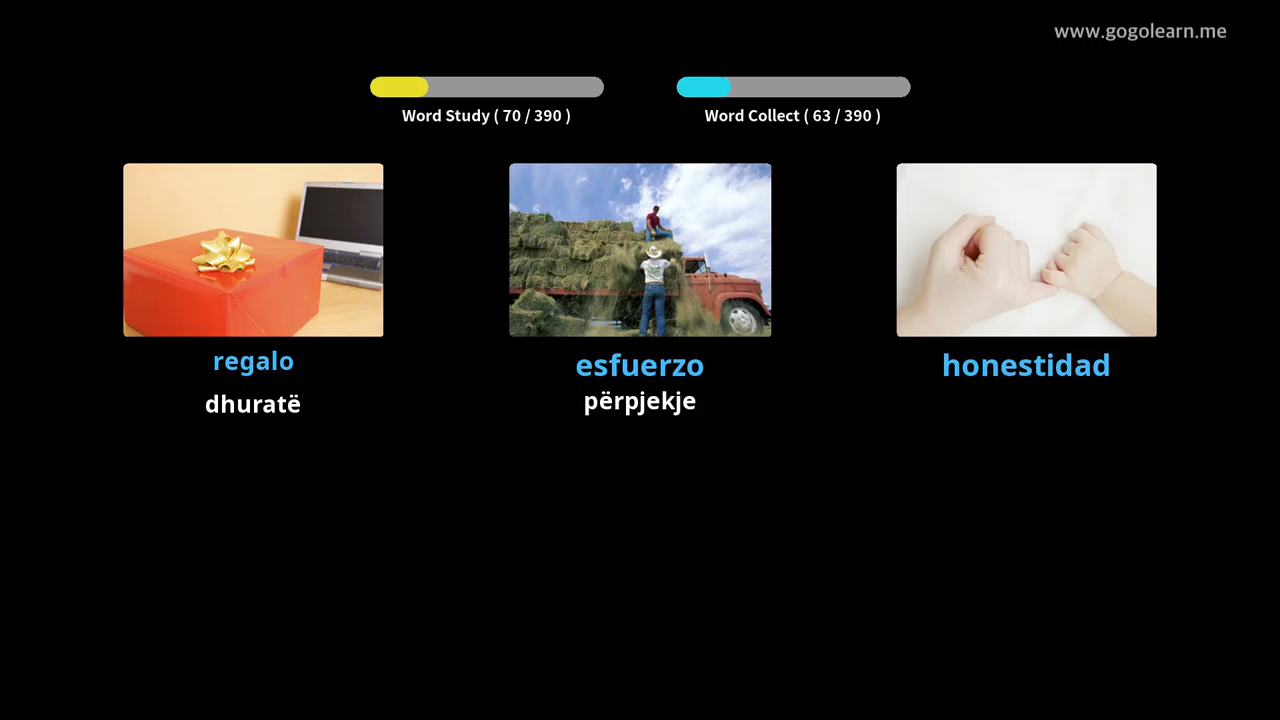 www.gogolearn.me
Word Study ( 70 / 390 )
Word Collect ( 63 / 390 )
regalo
dhuratë
esfuerzo
përpjekje
honestidad